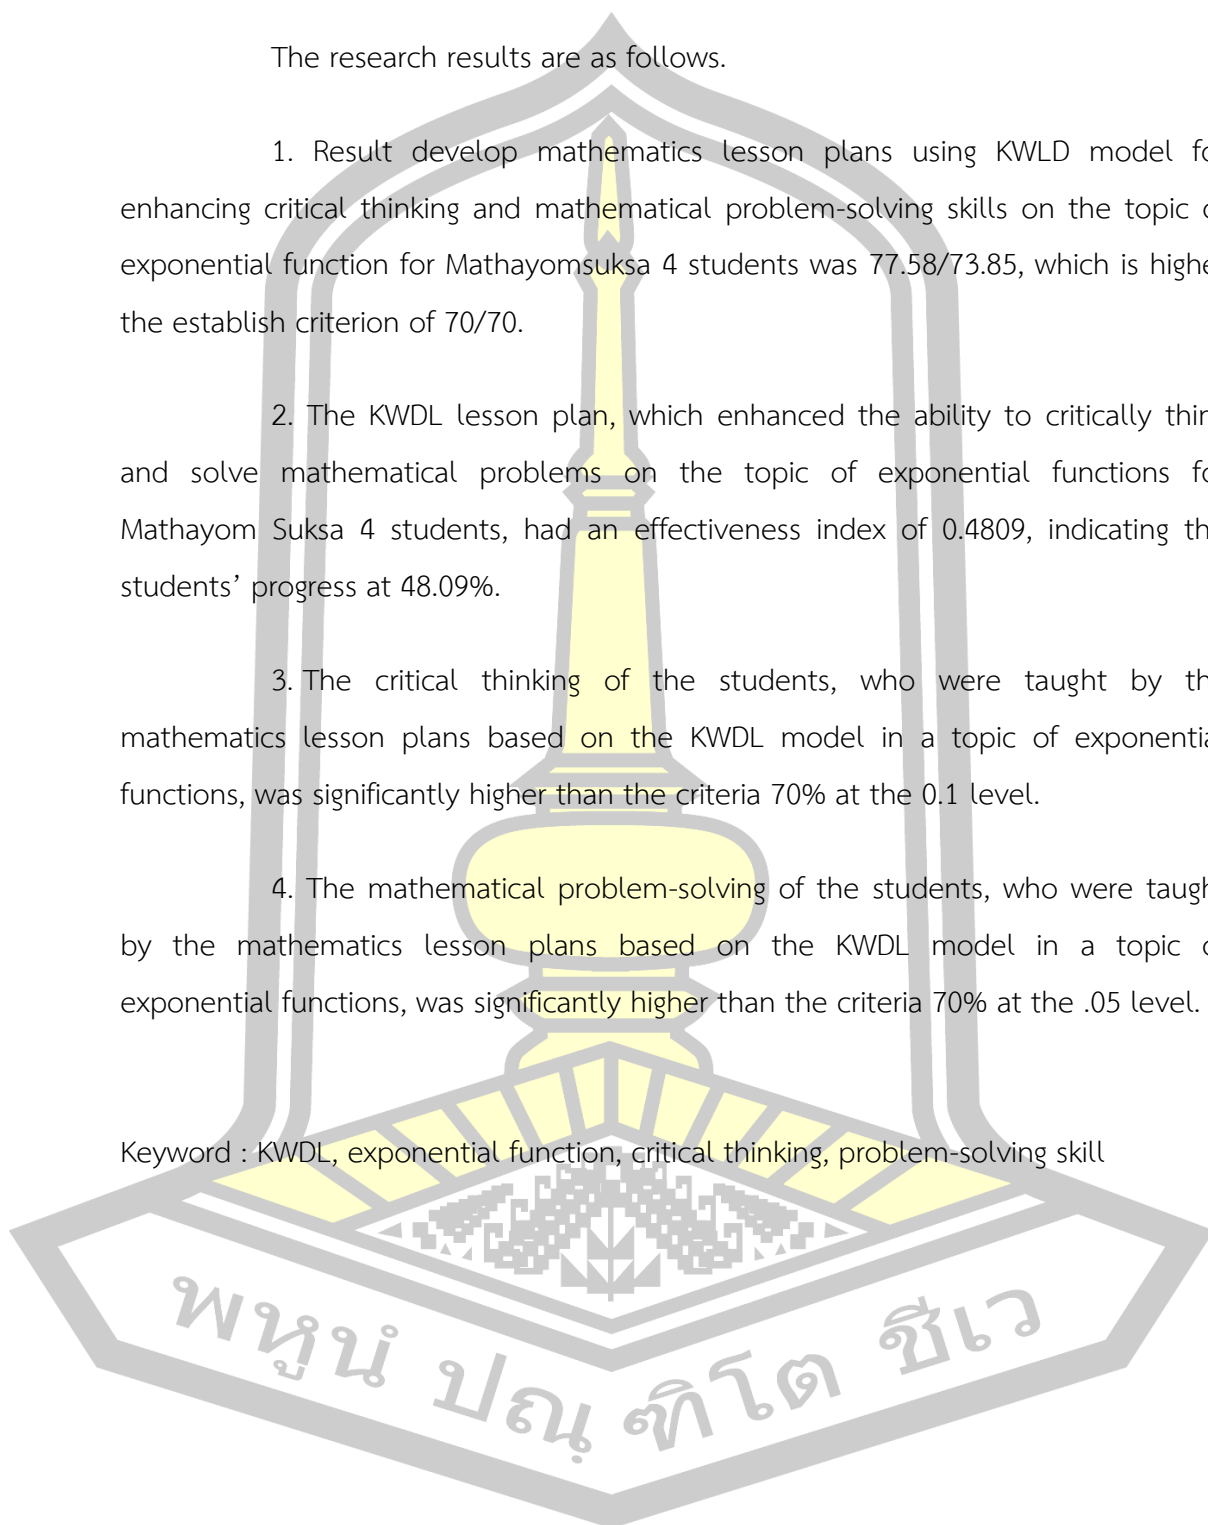 The research results are as follows.
1. Result develop mathematics lesson plans using KWLD model fo
enhancing critical thinking and mathematical problem-solving skills on the topic o
exponential function for Mathayomsuksa 4 students was 77.58/73.85, which is highe
the establish criterion of 70/70.
2. The KWDL lesson plan, which enhanced the ability to critically thin
and solve mathematical problems on the topic of exponential functions fo
Mathayom Suksa 4 students, had an effectiveness index of 0.4809, indicating th
students’ progress at 48.09%.
3. The critical thinking of the students, who were taught by th
mathematics lesson plans based on the KWDL model in a topic of exponentia
functions, was significantly higher than the criteria 70% at the 0.1 level.
4. The mathematical problem-solving of the students, who were taugh
by the mathematics lesson plans based on the KWDL model in a topic o
exponential functions, was significantly higher than the criteria 70% at the .05 level.
Keyword : KWDL, exponential function, critical thinking, problem-solving skill
พหูนํ ปณฺฑิโต ชีเว